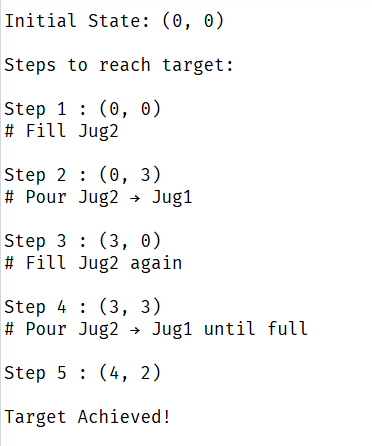 Initial State: (0, 0)
Steps to reach target:
Step 1 : (0, 0)
# Fill Jug2
Step 2 : (0, 3)
# Pour Jug2 → Jug1
Step 3 : (3, 0)
# Fill Jug2 again
Step 4 : (3, 3)
# Pour Jug2 → Jug1 until full
Step 5 : (4, 2)
Target Achieved!